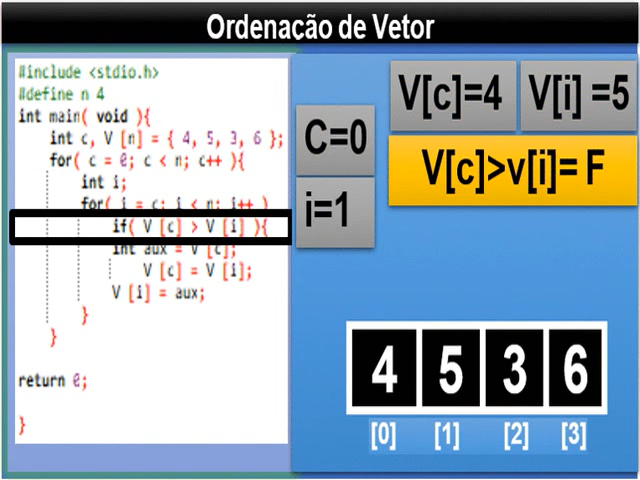 Ordenação de Vetor
#include <stdio.h>
#define n 4
int main( void ){
int c, V [n] = { 4, 5, 3, 6 };
for( c = 0; c < n; c++ ){
int i;
for( i = c; i < n; i++ )
if( V [c] > V [i] ){
int aux = V [c];
V [c] = V [i];
V [i] = aux;
}
}
return 0;
}
C=0
i=1
V[c]=4
V[i] =5
V[c]>v[i]= F
4 5 3 6
[0] [1] [2] [3]